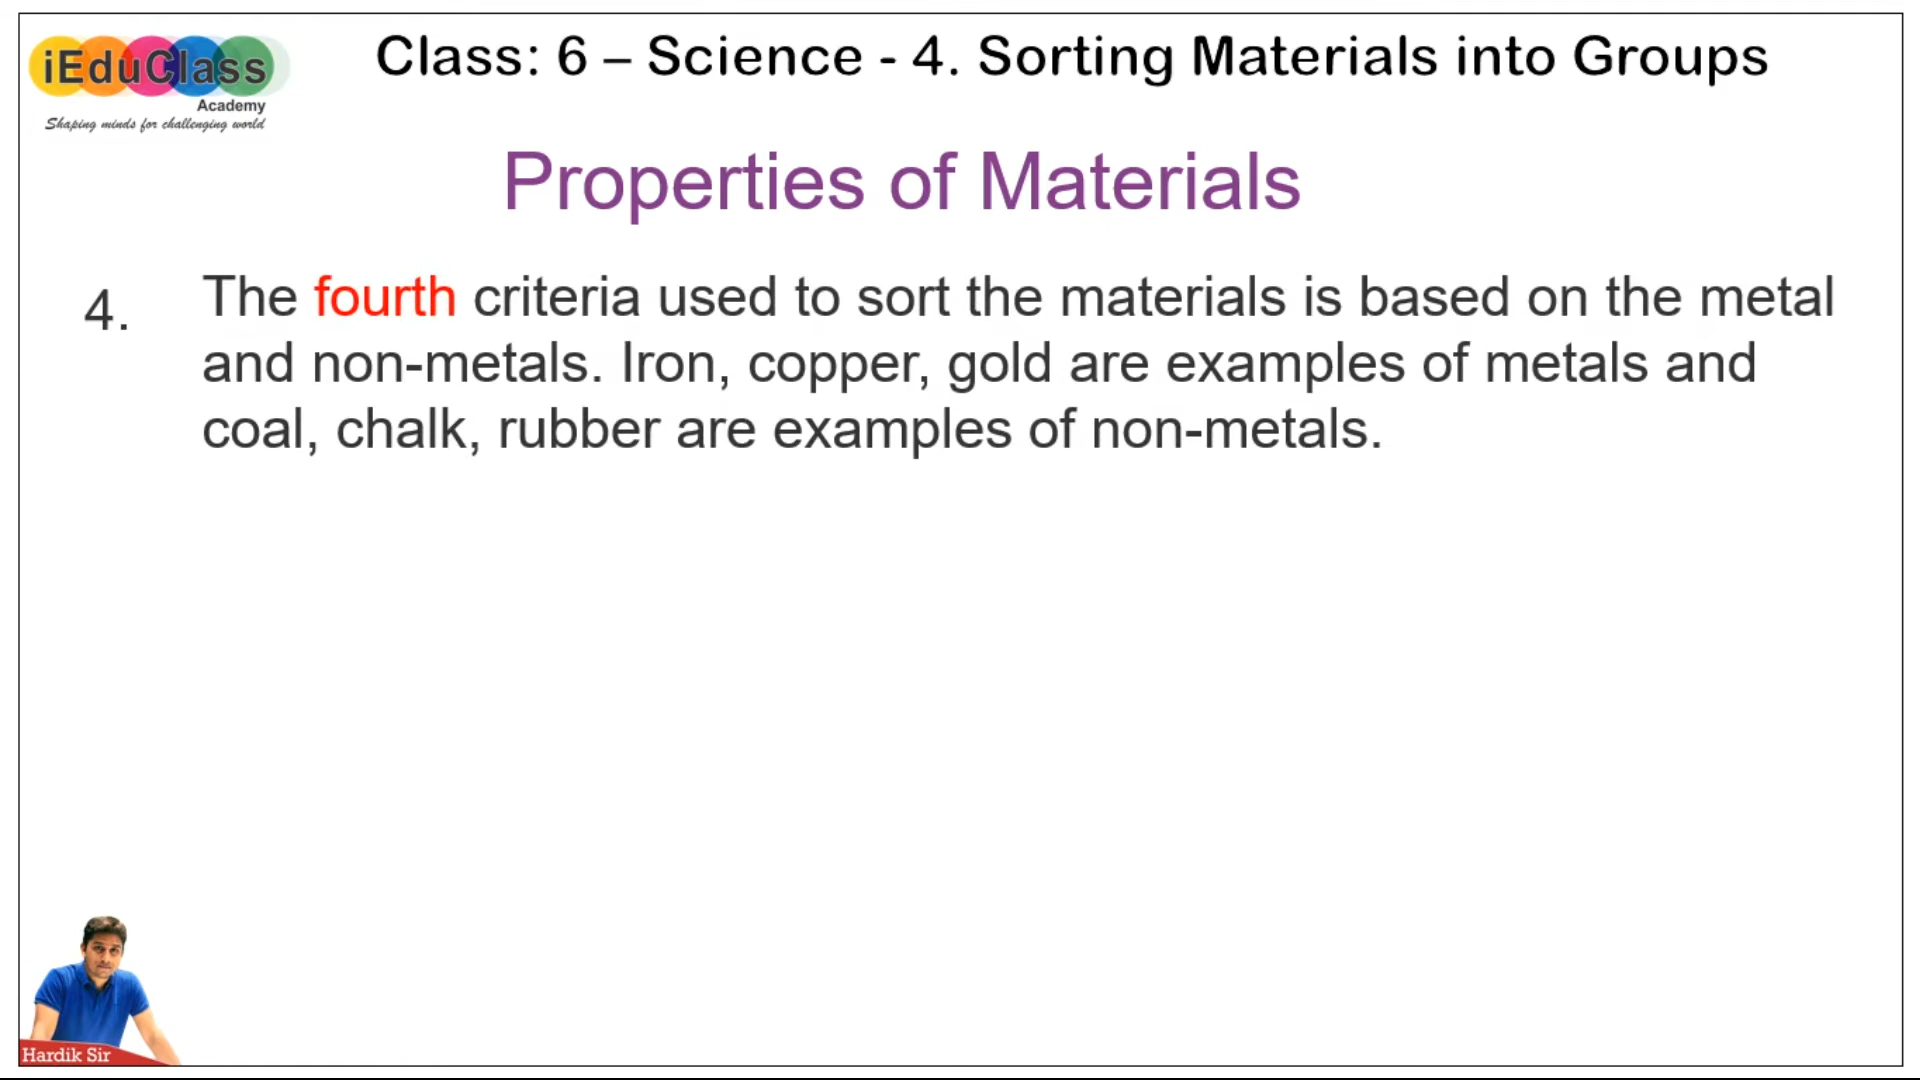 iEduClass
Academy
Shaping minds for challenging world
Class: 6 – Science - 4. Sorting Materials into Groups
Properties of Materials
4.
The fourth criteria used to sort the materials is based on the metal
and non-metals. Iron, copper, gold are examples of metals and
coal, chalk, rubber are examples of non-metals.
Hardik Sir